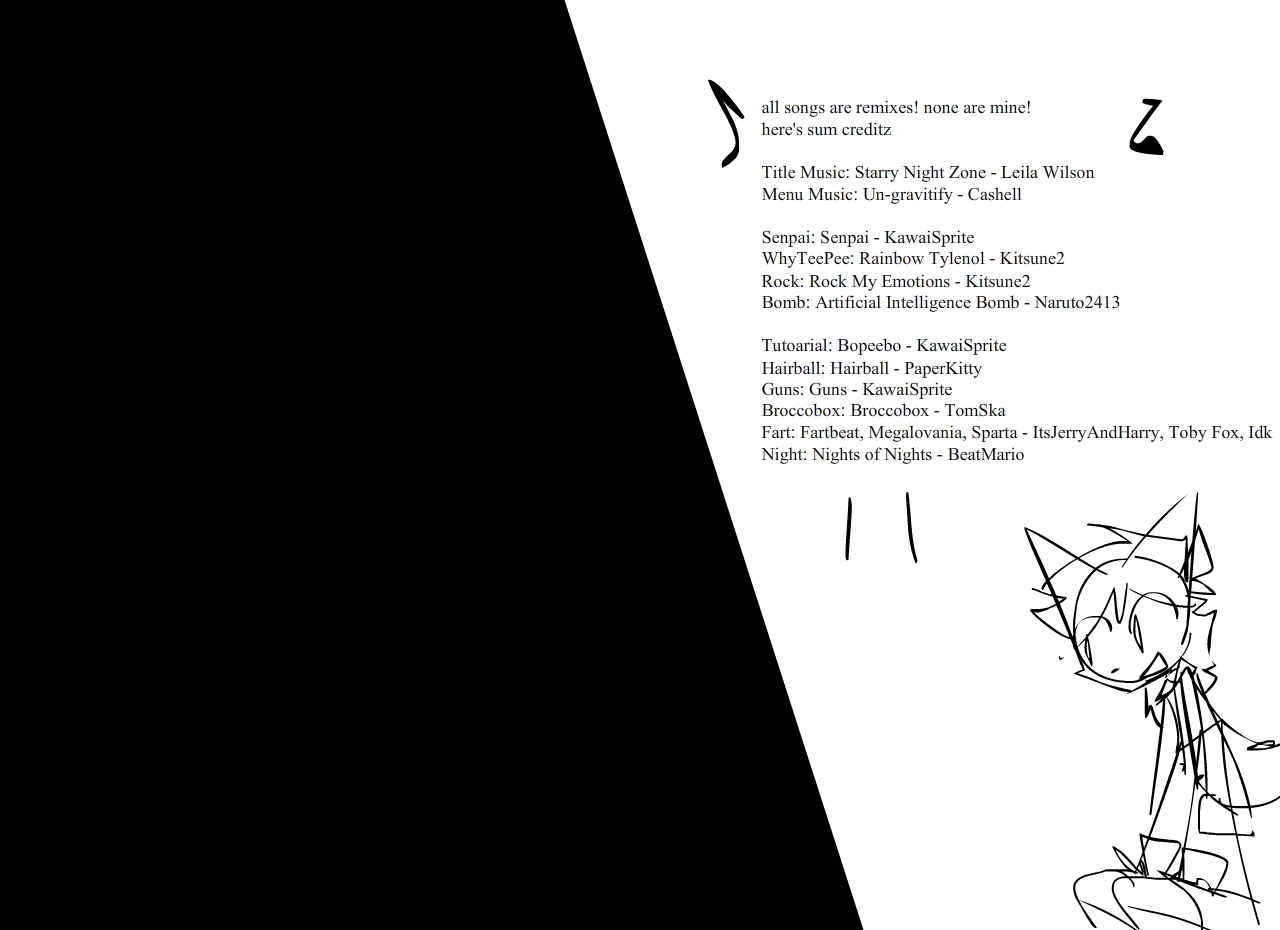 all songs are remixes! none are mine!
here's sum creditz
Title Music: Starry Night Zone - Leila Wilson
Menu Music: Un-gravitify - Cashell
Senpai: Senpai - KawaiSprite
WhyTeePee: Rainbow Tylenol - Kitsune2
Rock: Rock My Emotions - Kitsune2
Bomb: Artificial Intelligence Bomb - Naruto2413
Tutoarial: Bopeebo - KawaiSprite
Hairball: Hairball - PaperKitty
Guns: Guns - KawaiSprite
Broccobox: Broccobox - TomSka
Fart: Fartbeat, Megalovania, Sparta - ItsJerryAndHarry, Toby Fox, Idk
Night: Nights of Nights - BeatMario